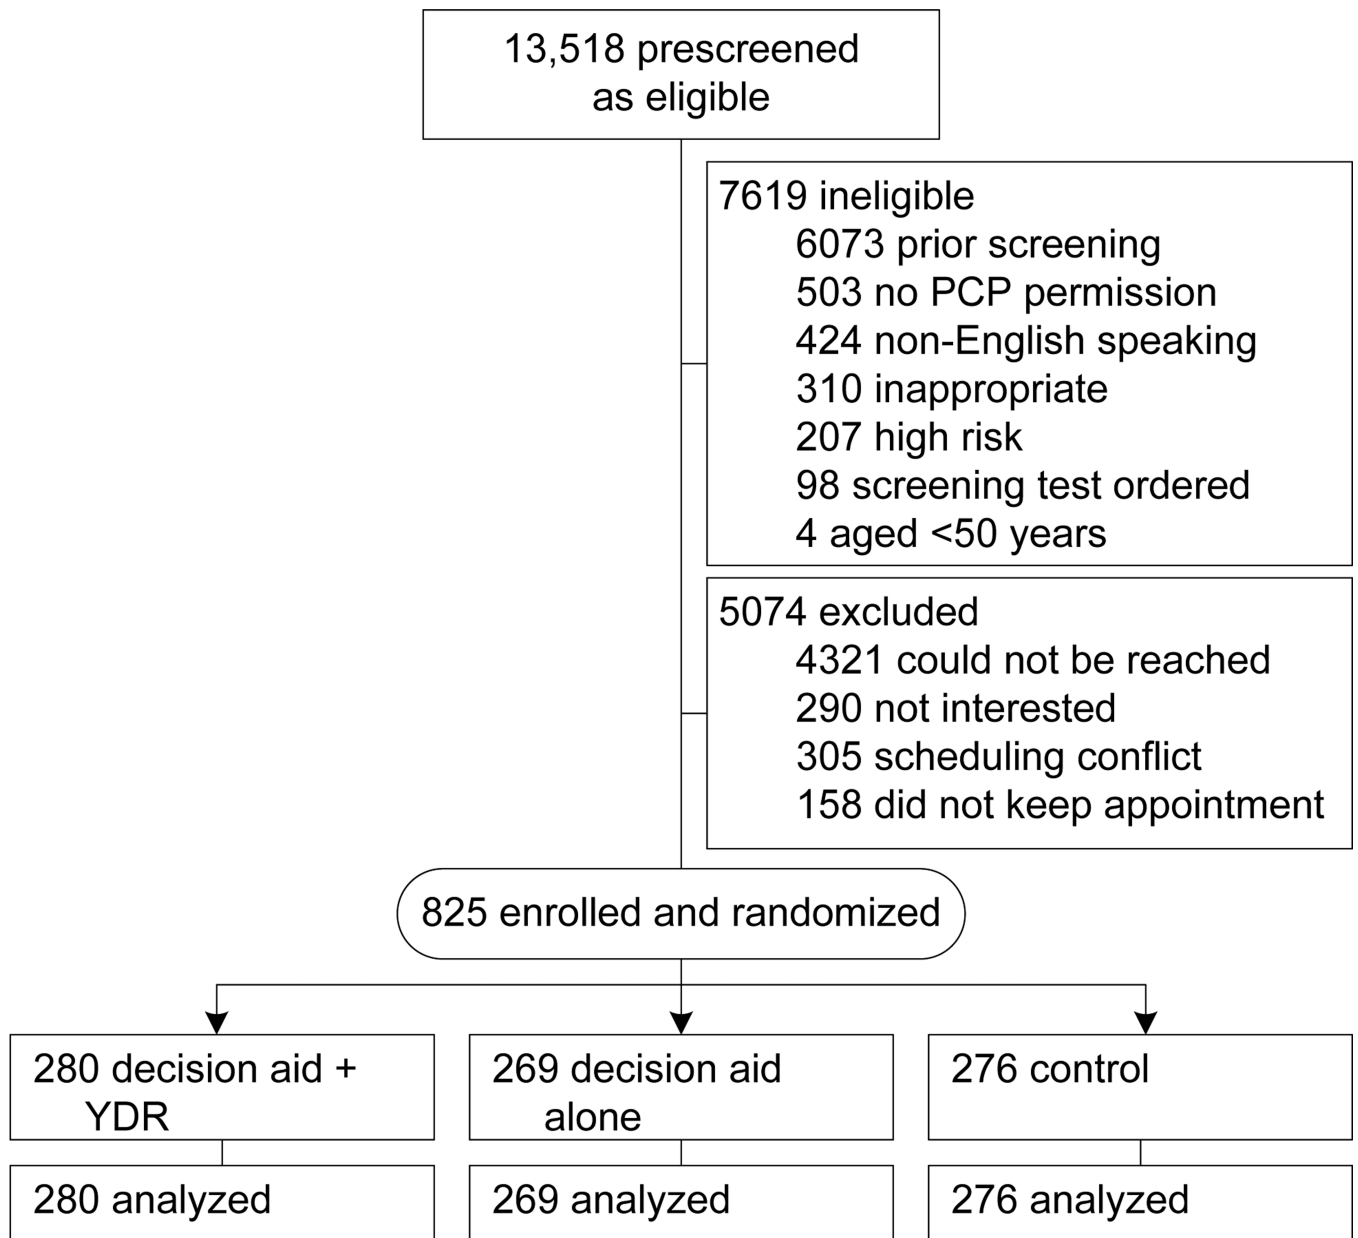 13,518 prescreened
as eligible
7619 ineligible
6073 prior screening
503 no PCP permission
424 non-English speaking
310 inappropriate
207 high risk
98 screening test ordered
4 aged <50 years
5074 excluded
4321 could not be reached
290 not interested
305 scheduling conflict
158 did not keep appointment
825 enrolled and randomized
280 decision aid +
YDR
269 decision aid
alone
276 control
280 analyzed
269 analyzed
276 analyzed